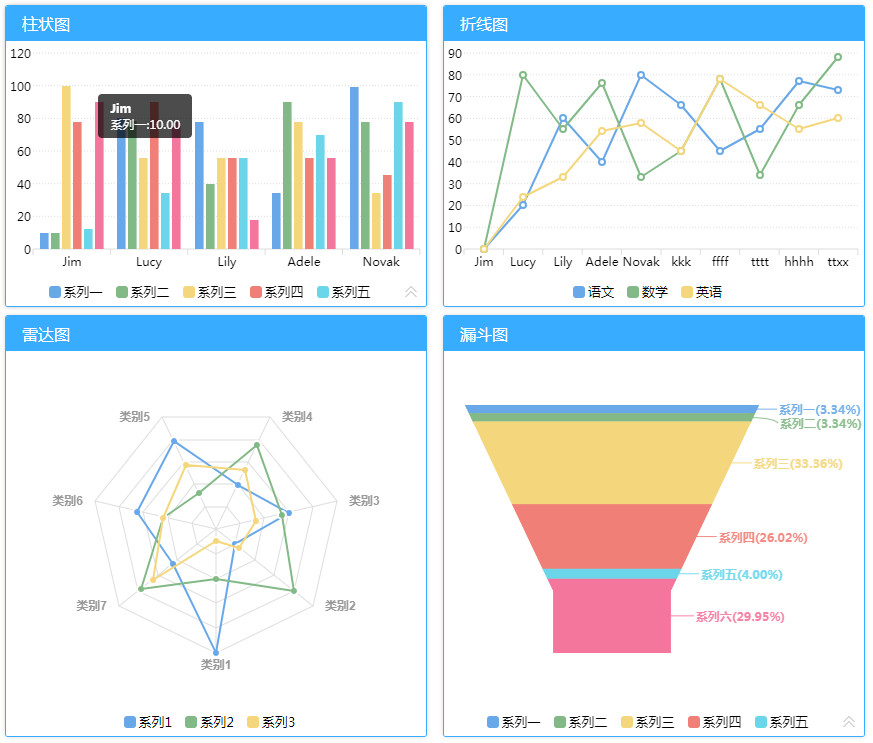 柱状图
120
100
80
60
40
20
0
Jim
系列一:10.00
Jim Lucy Lily Adele Novak
系列一 系列二 系列三 系列四 系列五
折线图
90
80
70
60
50
40
30
20
10
0
Jim Lucy Lily Adele Novak kkk ffff tttt hhhh ttxx
语文 数学 英语
雷达图
类别5 类别4
类别6 类别3
类别7 类别2
类别1
系列1 系列2 系列3
漏斗图
系列一(3.34%)
系列二(3.34%)
系列三(33.36%)
系列四(26.02%)
系列五(4.00%)
系列六(29.95%)
系列一 系列二 系列三 系列四 系列五